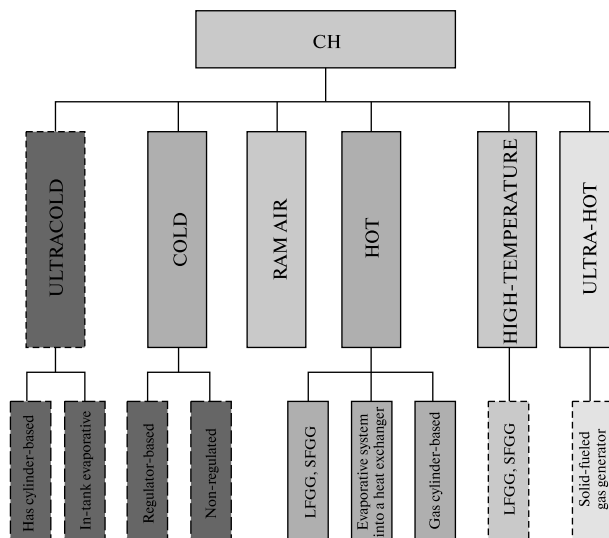 CH
ULTRACOLD
COLD
RAM AIR
HOT
HIGH-TEMPERATURE
ULTRA-HOT
Has cylinder-based
In-tank evaporative
Regulator-based
Non-regulated
LFGG, SFGG
Evaporative system
into a heat exchanger
Gas cylinder-based
LFGG, SFGG
Solid-fueled
gas generator